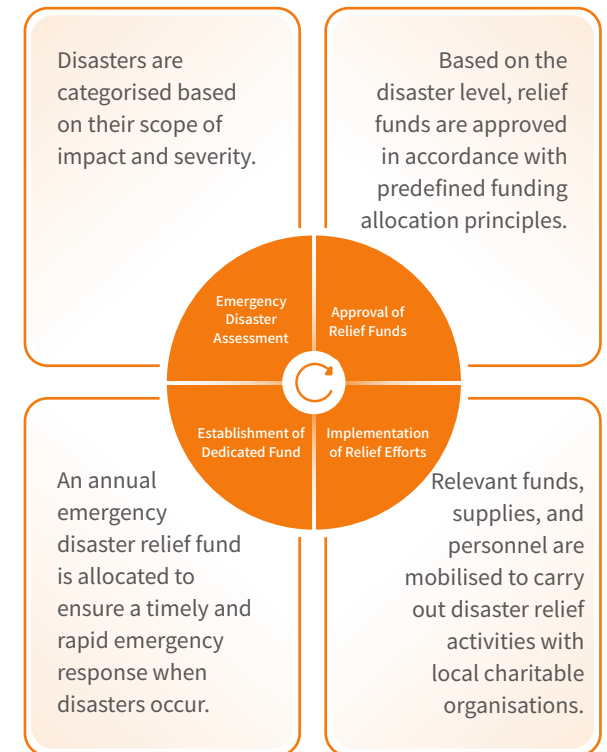 Disasters are
categorised based
on their scope of
impact and severity.
Based on the
disaster level, relief
funds are approved
in accordance with
predefined funding
allocation principles.
Emergency
Disaster
Assessment
Approval of
Relief Funds
Establishment of
Dedicated Fund
Implementation
of Relief Efforts
An annual
emergency
disaster relief fund
is allocated to
ensure a timely and
rapid emergency
response when
disasters occur.
Relevant funds,
supplies, and
personnel are
mobilised to carry
out disaster relief
activities with
local charitable
organisations.